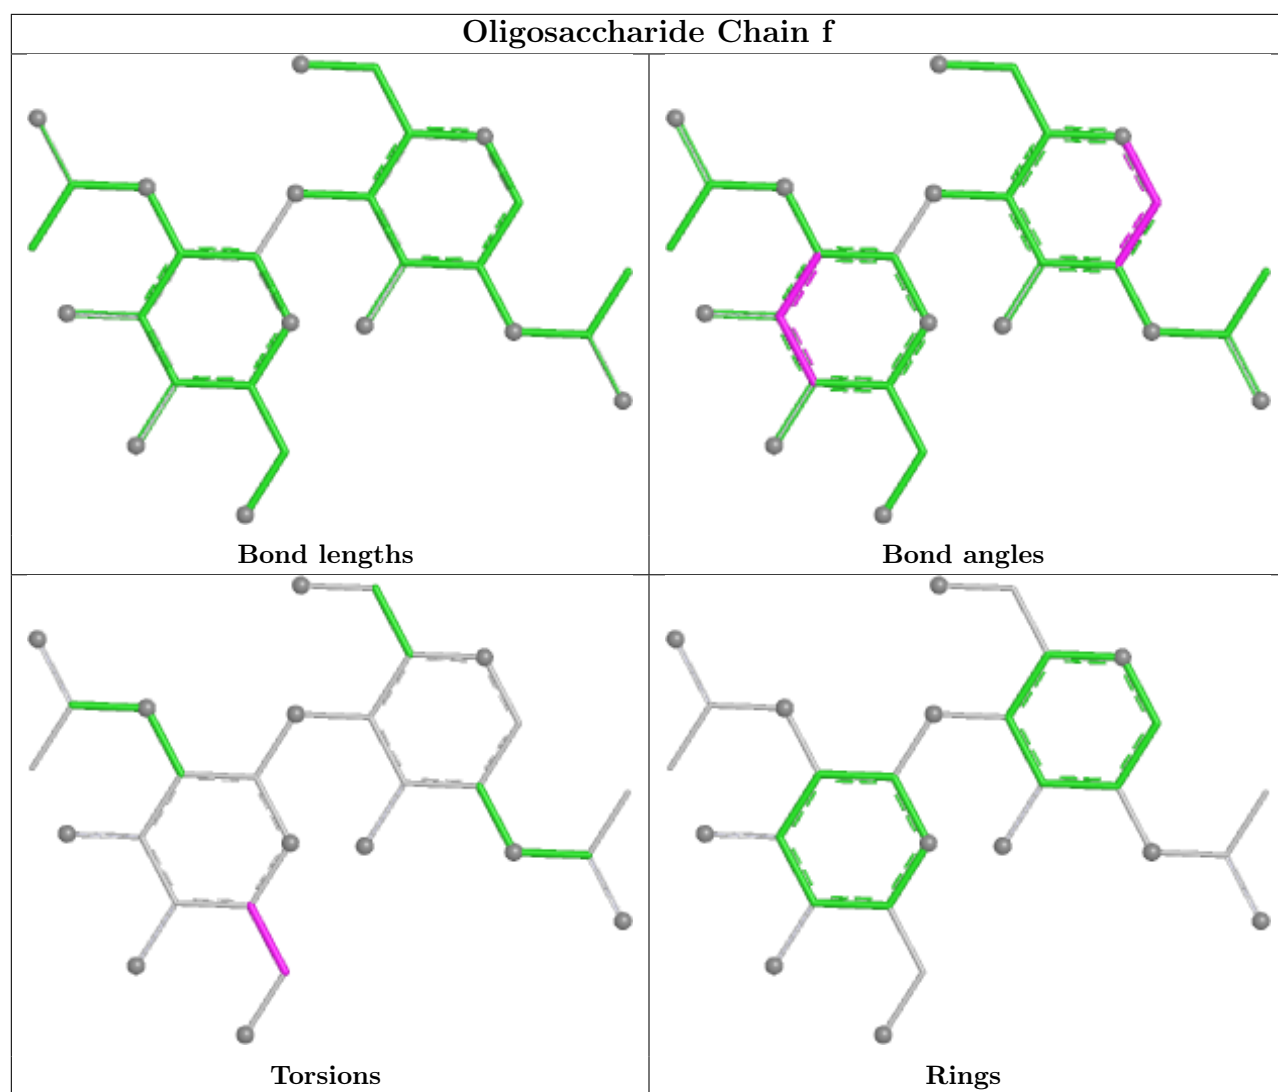 Oligosaccharide Chain f
Bond lengths
Bond angles
Torsions
Rings